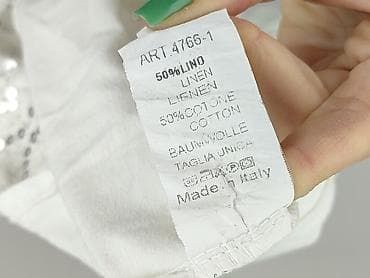 ART. 4766-1
50%LINO
LINEN
LIENEN
50%COTONE
COTTON
BAUMWOLLE
TAGLIA UNICA
Made in Italy